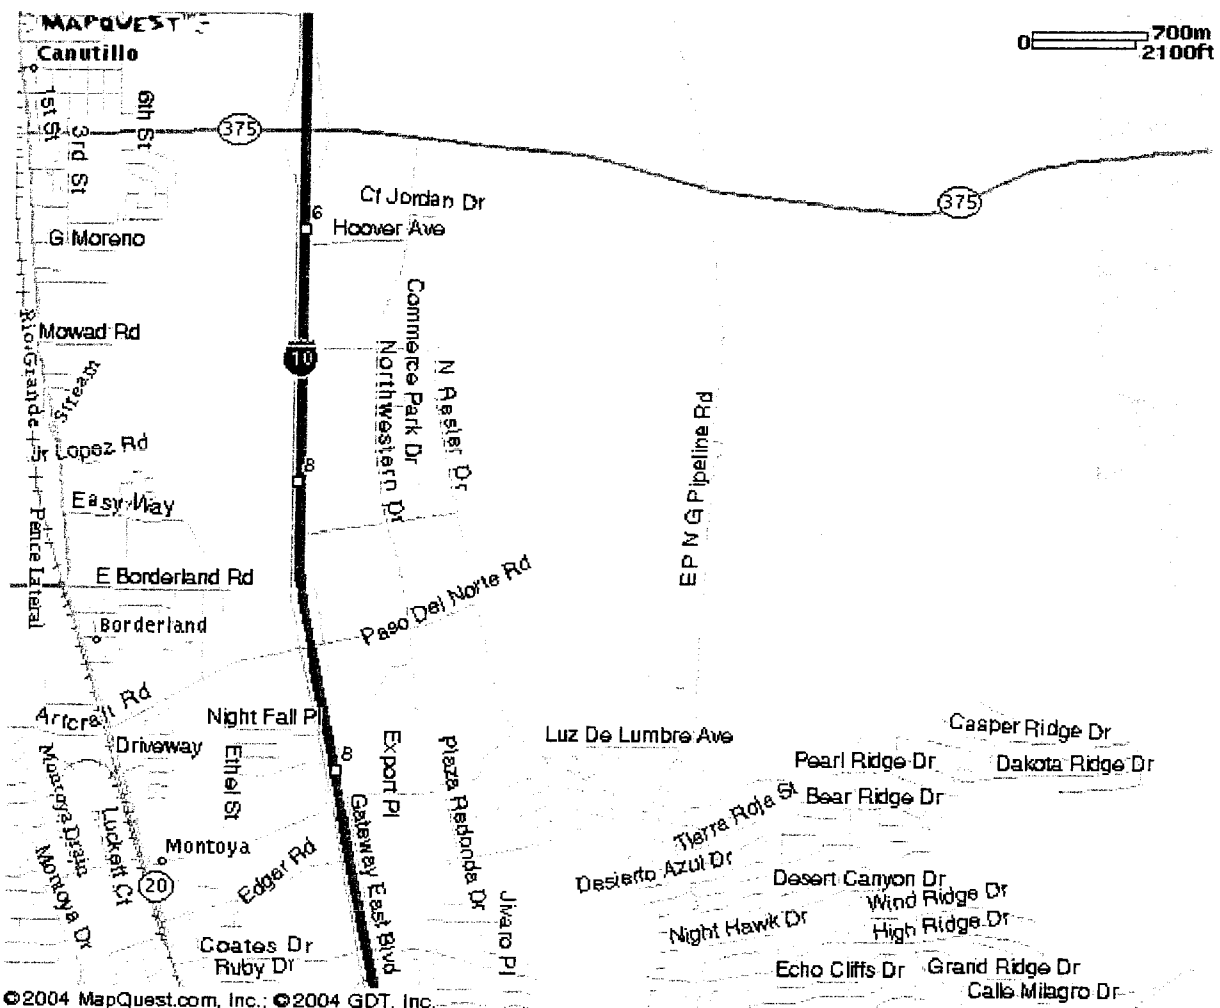 MAPQUEST
Canutillo
0
700m
2100ft
1st St
3rd St
6th St
375
375
Cf Jordan Dr
6
Hoover Ave
G Moreno
Mowad Rd
Rio Grande
10
Commerce Park Dr
Northwestern Dr
N Resler Dr
Stream
Jr Lopez Rd
8
Easy Way
Pence Lateral
E P N G Pipeline Rd
E Borderland Rd
Borderland
Paso Del Norte Rd
Artcraft Rd
Night Fall Pl
Driveway
Ethel St
8
Export Pl
Plaza Redonda Dr
Luz De Lumbre Ave
Casper Ridge Dr
Pearl Ridge Dr
Dakota Ridge Dr
Bear Ridge Dr
Tierra Roja St
Montoya Drain
Luckett Ct
Gateway East Blvd
Montoya
Montoya Dr
20
Edgar Rd
Desierto Azul Dr
Desert Canyon Dr
Wind Ridge Dr
Jivaro Pl
Night Hawk Dr
High Ridge Dr
Coates Dr
Ruby Dr
Echo Cliffs Dr
Grand Ridge Dr
Calle Milagro Dr
©2004 MapQuest.com, Inc.; ©2004 GDT, Inc.